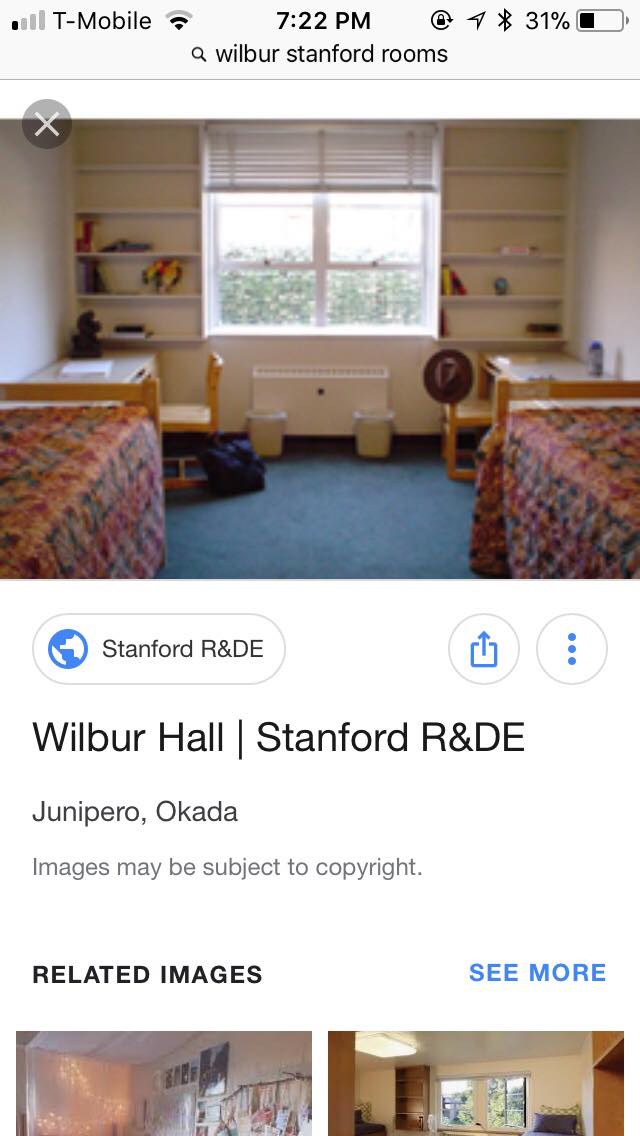 T-Mobile 7:22 PM 31%
wilbur stanford rooms
Stanford R&DE
Wilbur Hall | Stanford R&DE
Junipero, Okada
Images may be subject to copyright.
RELATED IMAGES SEE MORE